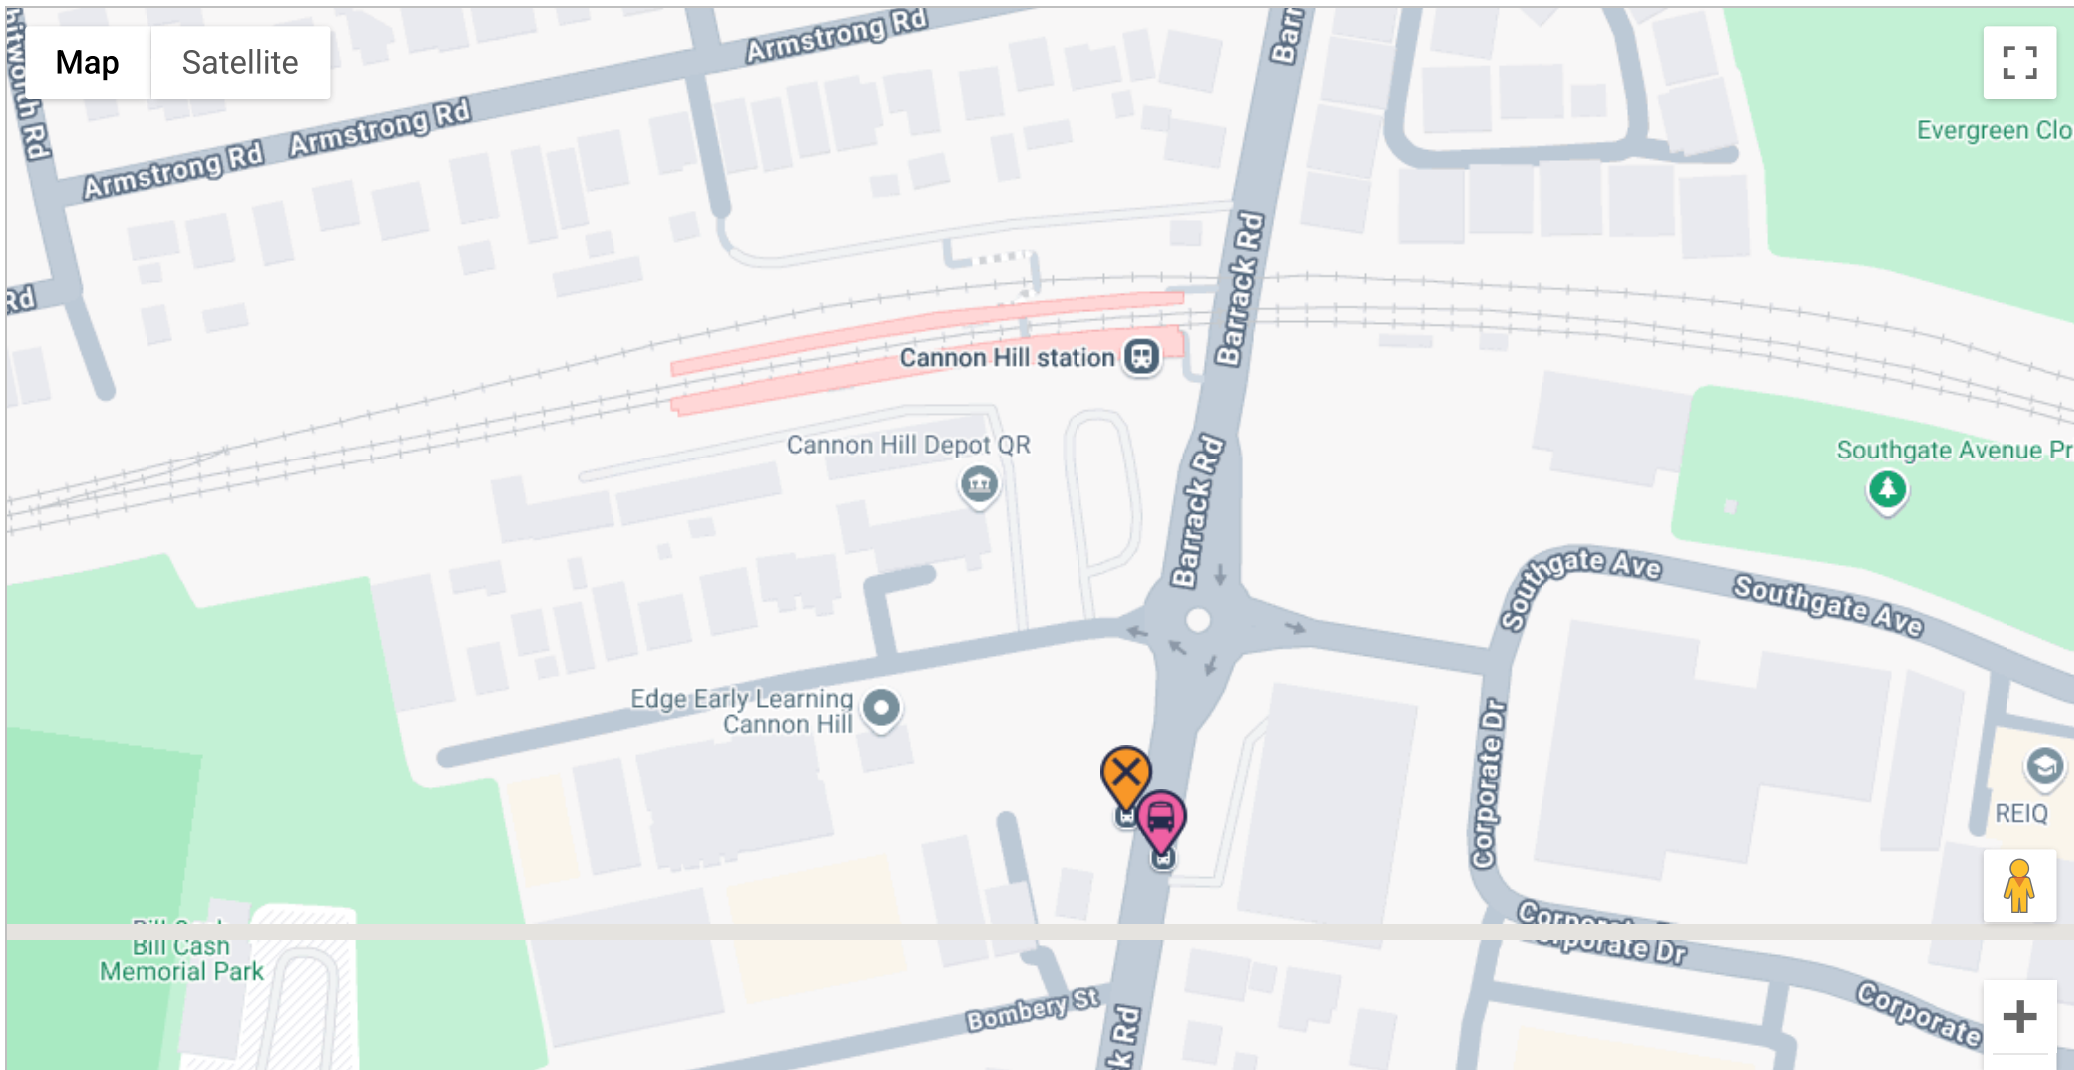 Map
Satellite
Armstrong Rd
Barr
Armstrong Rd
Armstrong Rd
Evergreen Clo
Rd
Barrack Rd
Cannon Hill station
Cannon Hill Depot QR
Barrack Rd
Southgate Avenue Pr
Southgate Ave
Southgate Ave
Edge Early Learning
Cannon Hill
Corporate Dr
REIQ
Bill Cash
Memorial Park
Corporate Dr
Corporate
Bombery St
k Rd